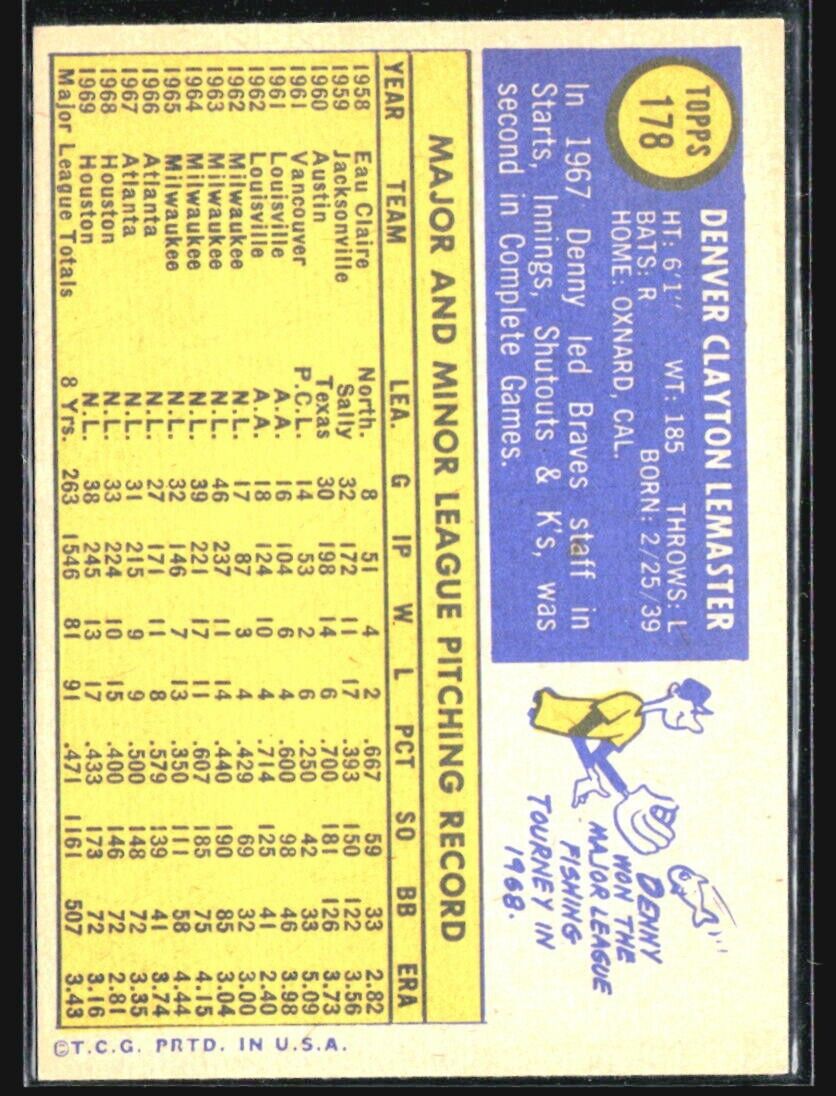 TOPPS
178
DENVER CLAYTON LEMASTER
HT: 6'1" WT: 185 THROWS: L
BATS: R BORN: 2/25/39
HOME: OXNARD, CAL.
In 1967 Denny led Braves staff in
Starts, Innings, Shutouts & K's, was
second in Complete Games.
DENNY
WON THE
MAJOR LEAGUE
FISHING
TOURNEY IN
1968.
MAJOR AND MINOR LEAGUE PITCHING RECORD
YEAR TEAM LEA. G IP W L PCT SO BB ERA
1958 Eau Claire North. 8 51 4 2 .667 59 33 2.82
1959 Jacksonville Sally 32 172 11 17 .393 150 122 3.56
1960 Austin Texas 30 198 14 6 .700 181 126 3.73
1961 Vancouver P.C.L. 14 53 2 6 .250 42 33 5.09
1961 Louisville A.A. 16 104 6 4 .600 98 46 3.98
1962 Louisville A.A. 18 124 10 4 .714 125 41 2.40
1962 Milwaukee N.L. 17 87 3 4 .429 69 32 3.00
1963 Milwaukee N.L. 46 237 11 14 .440 190 85 3.04
1964 Milwaukee N.L. 39 221 17 11 .607 185 75 4.15
1965 Milwaukee N.L. 32 146 7 13 .350 111 58 4.44
1966 Atlanta N.L. 27 171 11 8 .579 139 41 3.74
1967 Atlanta N.L. 31 215 9 9 .500 148 72 3.35
1968 Houston N.L. 33 224 10 15 .400 146 72 2.81
1969 Houston N.L. 38 245 13 17 .433 173 72 3.16
Major League Totals 8 Yrs. 263 1546 81 91 .471 1161 507 3.43
©T.C.G. PRTD. IN U.S.A.